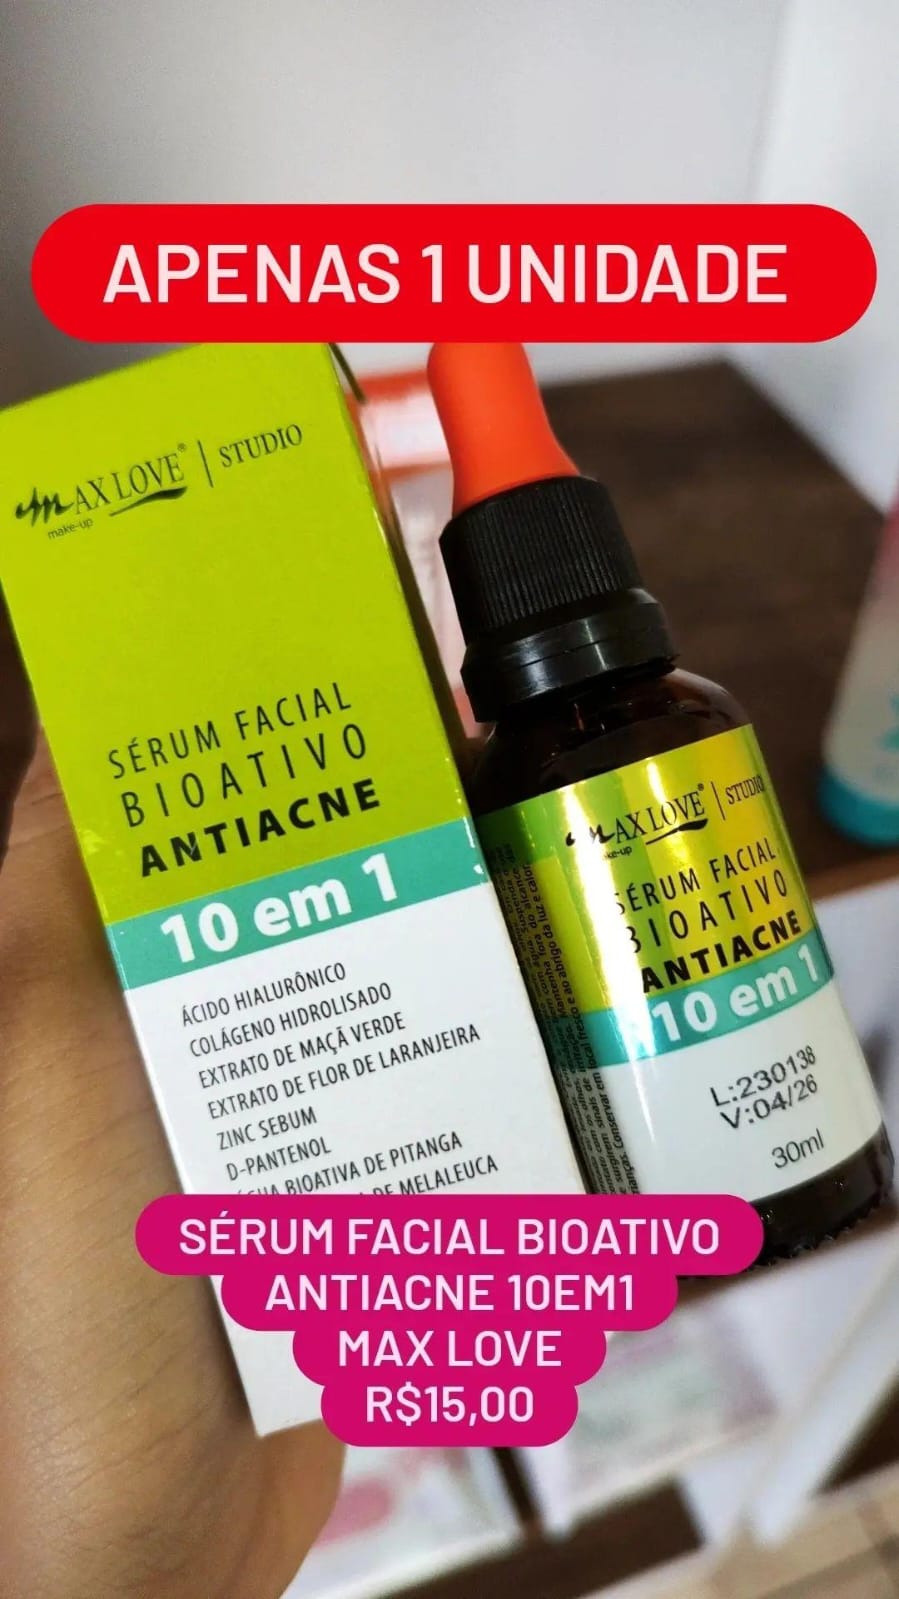 APENAS 1 UNIDADE
MAX LOVE® | STUDIO
make-up
SÉRUM FACIAL
BIOATIVO
ANTIACNE
10 em 1
ÁCIDO HIALURÔNICO
COLÁGENO HIDROLISADO
EXTRATO DE MAÇÃ VERDE
EXTRATO DE FLOR DE LARANJEIRA
ZINC SEBUM
D-PANTENOL
BIOATIVA DE PITANGA
DE MELALEUCA
MAX LOVE® | STUDIO
SÉRUM FACIAL
BIOATIVO
ANTIACNE
10 em 1
L:230138
V:04/26
30ml
SÉRUM FACIAL BIOATIVO
ANTIACNE 10EM1
MAX LOVE
R$15,00